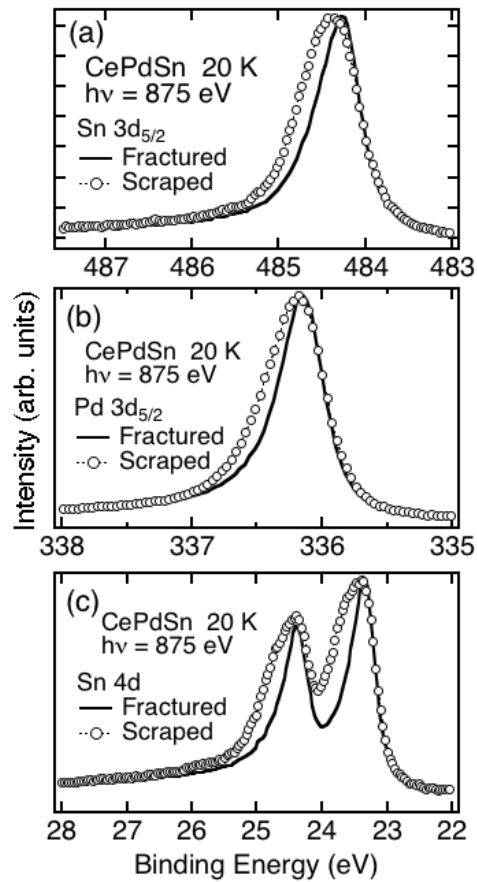 (a)
CePdSn 20 K
hν = 875 eV
Sn 3d5/2
Fractured
Scraped
487 486 485 484 483
Intensity (arb. units)
(b)
CePdSn 20 K
hν = 875 eV
Pd 3d5/2
Fractured
Scraped
338 337 336 335
(c)
CePdSn 20 K
hν = 875 eV
Sn 4d
Fractured
Scraped
28 27 26 25 24 23 22
Binding Energy (eV)